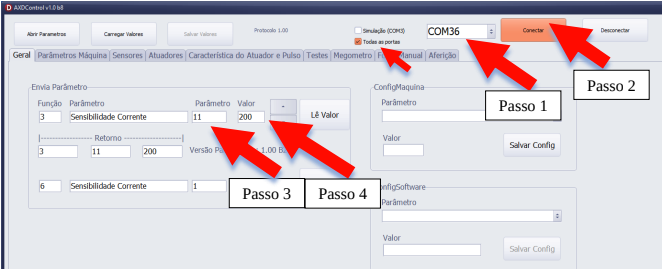 AXDControl v1.0 b8
Abrir Parametros
Carregar Valores
Salvar Valores
Protocolo 1.00
Simulação (COM3)
Todas as portas
COM36
Conectar
Desconectar
Geral Parâmetros Máquina Sensores Atuadores Característica do Atuador e Pulso Testes Megometro Manual Aferição
Envia Parâmetro
Função Parâmetro Parâmetro Valor
3 Sensibilidade Corrente 11 200 -
Lê Valor
|---------------- Retorno ----------------|
3 11 200 Versão 1.00
6 Sensibilidade Corrente 1
ConfigMaquina
Parâmetro
Valor
Salvar Config
ConfigSoftware
Parâmetro
Valor
Salvar Config
Passo 1
Passo 2
Passo 3
Passo 4